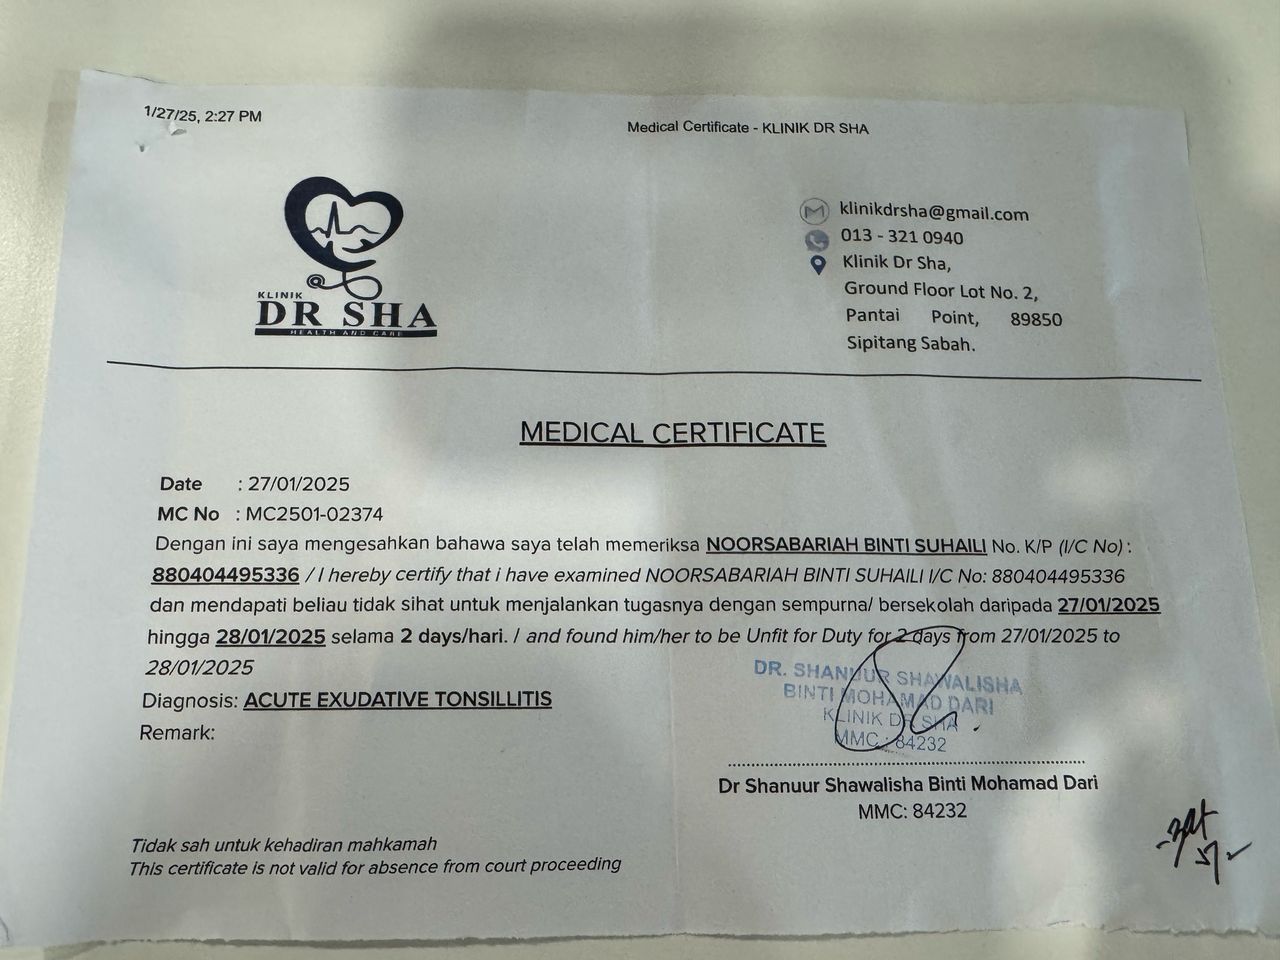 1/27/25, 2:27 PM
Medical Certificate - KLINIK DR SHA
KLINIK
DR SHA
HEALTH AND CARE
klinikdrsha@gmail.com
013 - 321 0940
Klinik Dr Sha,
Ground Floor Lot No. 2,
Pantai Point, 89850
Sipitang Sabah.
MEDICAL CERTIFICATE
Date : 27/01/2025
MC No : MC2501-02374
Dengan ini saya mengesahkan bahawa saya telah memeriksa NOORSABARIAH BINTI SUHAILI No. K/P (I/C No) :
880404495336 / I hereby certify that i have examined NOORSABARIAH BINTI SUHAILI I/C No: 880404495336
dan mendapati beliau tidak sihat untuk menjalankan tugasnya dengan sempurna/ bersekolah daripada 27/01/2025
hingga 28/01/2025 selama 2 days/hari. / and found him/her to be Unfit for Duty for 2 days from 27/01/2025 to
28/01/2025
Diagnosis: ACUTE EXUDATIVE TONSILLITIS
Remark:
DR. SHANUUR SHAWALISHA
BINTI MOHAMAD DARI
KLINIK DR SHA
MMC : 84232
Dr Shanuur Shawalisha Binti Mohamad Dari
MMC: 84232
Tidak sah untuk kehadiran mahkamah
This certificate is not valid for absence from court proceeding